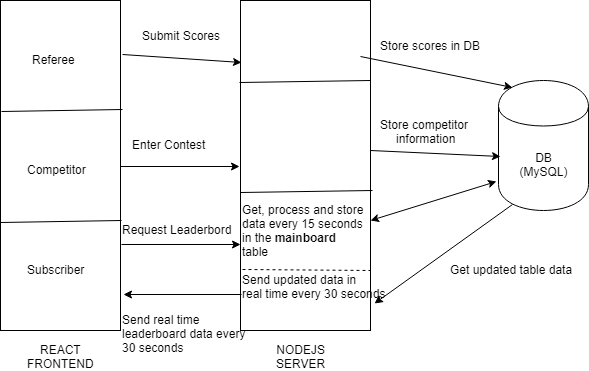 Submit Scores
Referee
Store scores in DB
Enter Contest
Store competitor
information
Competitor
DB
(MySQL)
Request Leaderbord
Get, process and store
data every 15 seconds
in the mainboard
table
Subscriber
Get updated table data
Send updated data in
real time every 30 seconds
Send real time
leaderboard data every
30 seconds
REACT
FRONTEND
NODEJS
SERVER